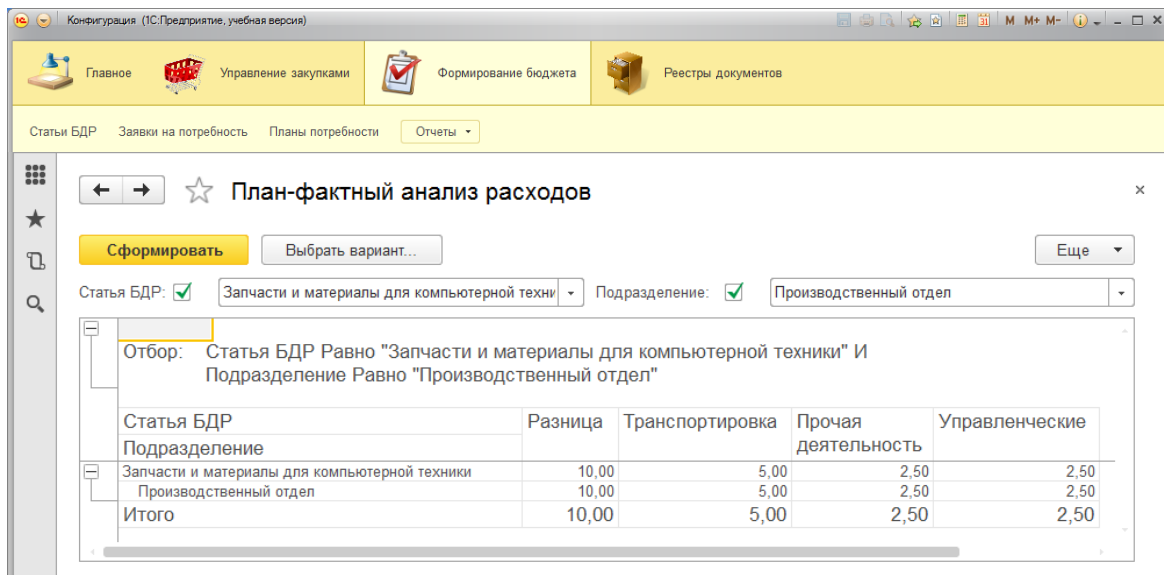 Конфигурация (1С:Предприятие, учебная версия)
M M+ M-
Главное Управление закупками Формирование бюджета Реестры документов
Статьи БДР Заявки на потребность Планы потребности Отчеты
План-фактный анализ расходов
Сформировать Выбрать вариант... Еще
Статья БДР: Запчасти и материалы для компьютерной техни Подразделение: Производственный отдел
Отбор: Статья БДР Равно "Запчасти и материалы для компьютерной техники" И
Подразделение Равно "Производственный отдел"
Статья БДР Разница Транспортировка Прочая Управленческие
Подразделение деятельность
Запчасти и материалы для компьютерной техники 10,00 5,00 2,50 2,50
Производственный отдел 10,00 5,00 2,50 2,50
Итого 10,00 5,00 2,50 2,50